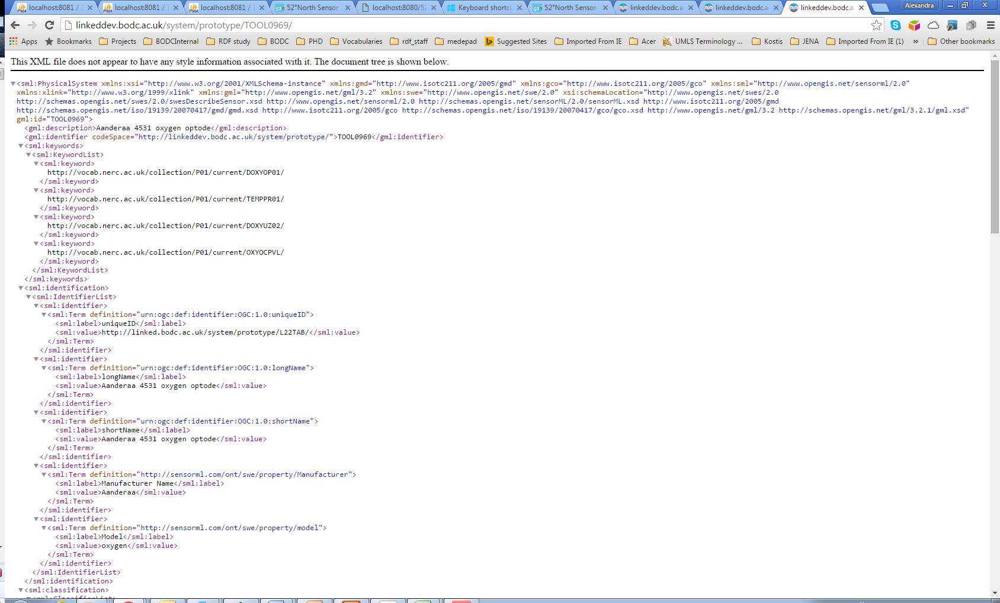 localhost:8081 / 1
localhost:8081 /
localhost:8081 / 1
52°North Sensor
localhost:8080/52
Keyboard shortcu
52°North Sensor
linkeddev.bodc.a
linkeddev.bodc.a
linkeddev.bodc.a
Alexandra
linkeddev.bodc.ac.uk/system/prototype/TOOL0969/
Apps Bookmarks Projects BODCInternal RDF study BODC PHD Vocabularies rdf_staff medepad Suggested Sites Imported From IE Acer UMLS Terminology ... Kostis JENA Imported From IE (1) » Other bookmarks
This XML file does not appear to have any style information associated with it. The document tree is shown below.
<sml:PhysicalSystem xmlns:xsi="http://www.w3.org/2001/XMLSchema-instance" xmlns:gmd="http://www.isotc211.org/2005/gmd" xmlns:gco="http://www.isotc211.org/2005/gco" xmlns:sml="http://www.opengis.net/sensorml/2.0"
xmlns:xlink="http://www.w3.org/1999/xlink" xmlns:gml="http://www.opengis.net/gml/3.2" xmlns:swe="http://www.opengis.net/swe/2.0" xsi:schemaLocation="http://www.opengis.net/swes/2.0
http://schemas.opengis.net/swes/2.0/swesDescribeSensor.xsd http://www.opengis.net/sensorml/2.0 http://schemas.opengis.net/sensorML/2.0/sensorML.xsd http://www.isotc211.org/2005/gmd
http://schemas.opengis.net/iso/19139/20070417/gmd/gmd.xsd http://www.isotc211.org/2005/gco http://schemas.opengis.net/iso/19139/20070417/gco/gco.xsd http://www.opengis.net/gml/3.2 http://schemas.opengis.net/gml/3.2.1/gml.xsd"
gml:id="TOOL0969">
<gml:description>Aanderaa 4531 oxygen optode</gml:description>
<gml:identifier codeSpace="http://linkeddev.bodc.ac.uk/system/prototype/">TOOL0969</gml:identifier>
<sml:keywords>
<sml:KeywordList>
<sml:keyword>
http://vocab.nerc.ac.uk/collection/P01/current/DOXYOP01/
</sml:keyword>
<sml:keyword>
http://vocab.nerc.ac.uk/collection/P01/current/TEMPPR01/
</sml:keyword>
<sml:keyword>
http://vocab.nerc.ac.uk/collection/P01/current/DOXYUZ02/
</sml:keyword>
<sml:keyword>
http://vocab.nerc.ac.uk/collection/P01/current/OXYOCPVL/
</sml:keyword>
</sml:KeywordList>
</sml:keywords>
<sml:identification>
<sml:IdentifierList>
<sml:identifier>
<sml:Term definition="urn:ogc:def:identifier:OGC:1.0:uniqueID">
<sml:label>uniqueID</sml:label>
<sml:value>http://linked.bodc.ac.uk/system/prototype/L22TAB/</sml:value>
</sml:Term>
</sml:identifier>
<sml:identifier>
<sml:Term definition="urn:ogc:def:identifier:OGC:1.0:longName">
<sml:label>longName</sml:label>
<sml:value>Aanderaa 4531 oxygen optode</sml:value>
</sml:Term>
</sml:identifier>
<sml:identifier>
<sml:Term definition="urn:ogc:def:identifier:OGC:1.0:shortName">
<sml:label>shortName</sml:label>
<sml:value>Aanderaa 4531 oxygen optode</sml:value>
</sml:Term>
</sml:identifier>
<sml:identifier>
<sml:Term definition="http://sensorml.com/ont/swe/property/Manufacturer">
<sml:label>Manufacturer Name</sml:label>
<sml:value>Aanderaa</sml:value>
</sml:Term>
</sml:identifier>
<sml:identifier>
<sml:Term definition="http://sensorml.com/ont/swe/property/model">
<sml:label>Model</sml:label>
<sml:value>oxygen</sml:value>
</sml:Term>
</sml:identifier>
</sml:IdentifierList>
</sml:identification>
<sml:classification>